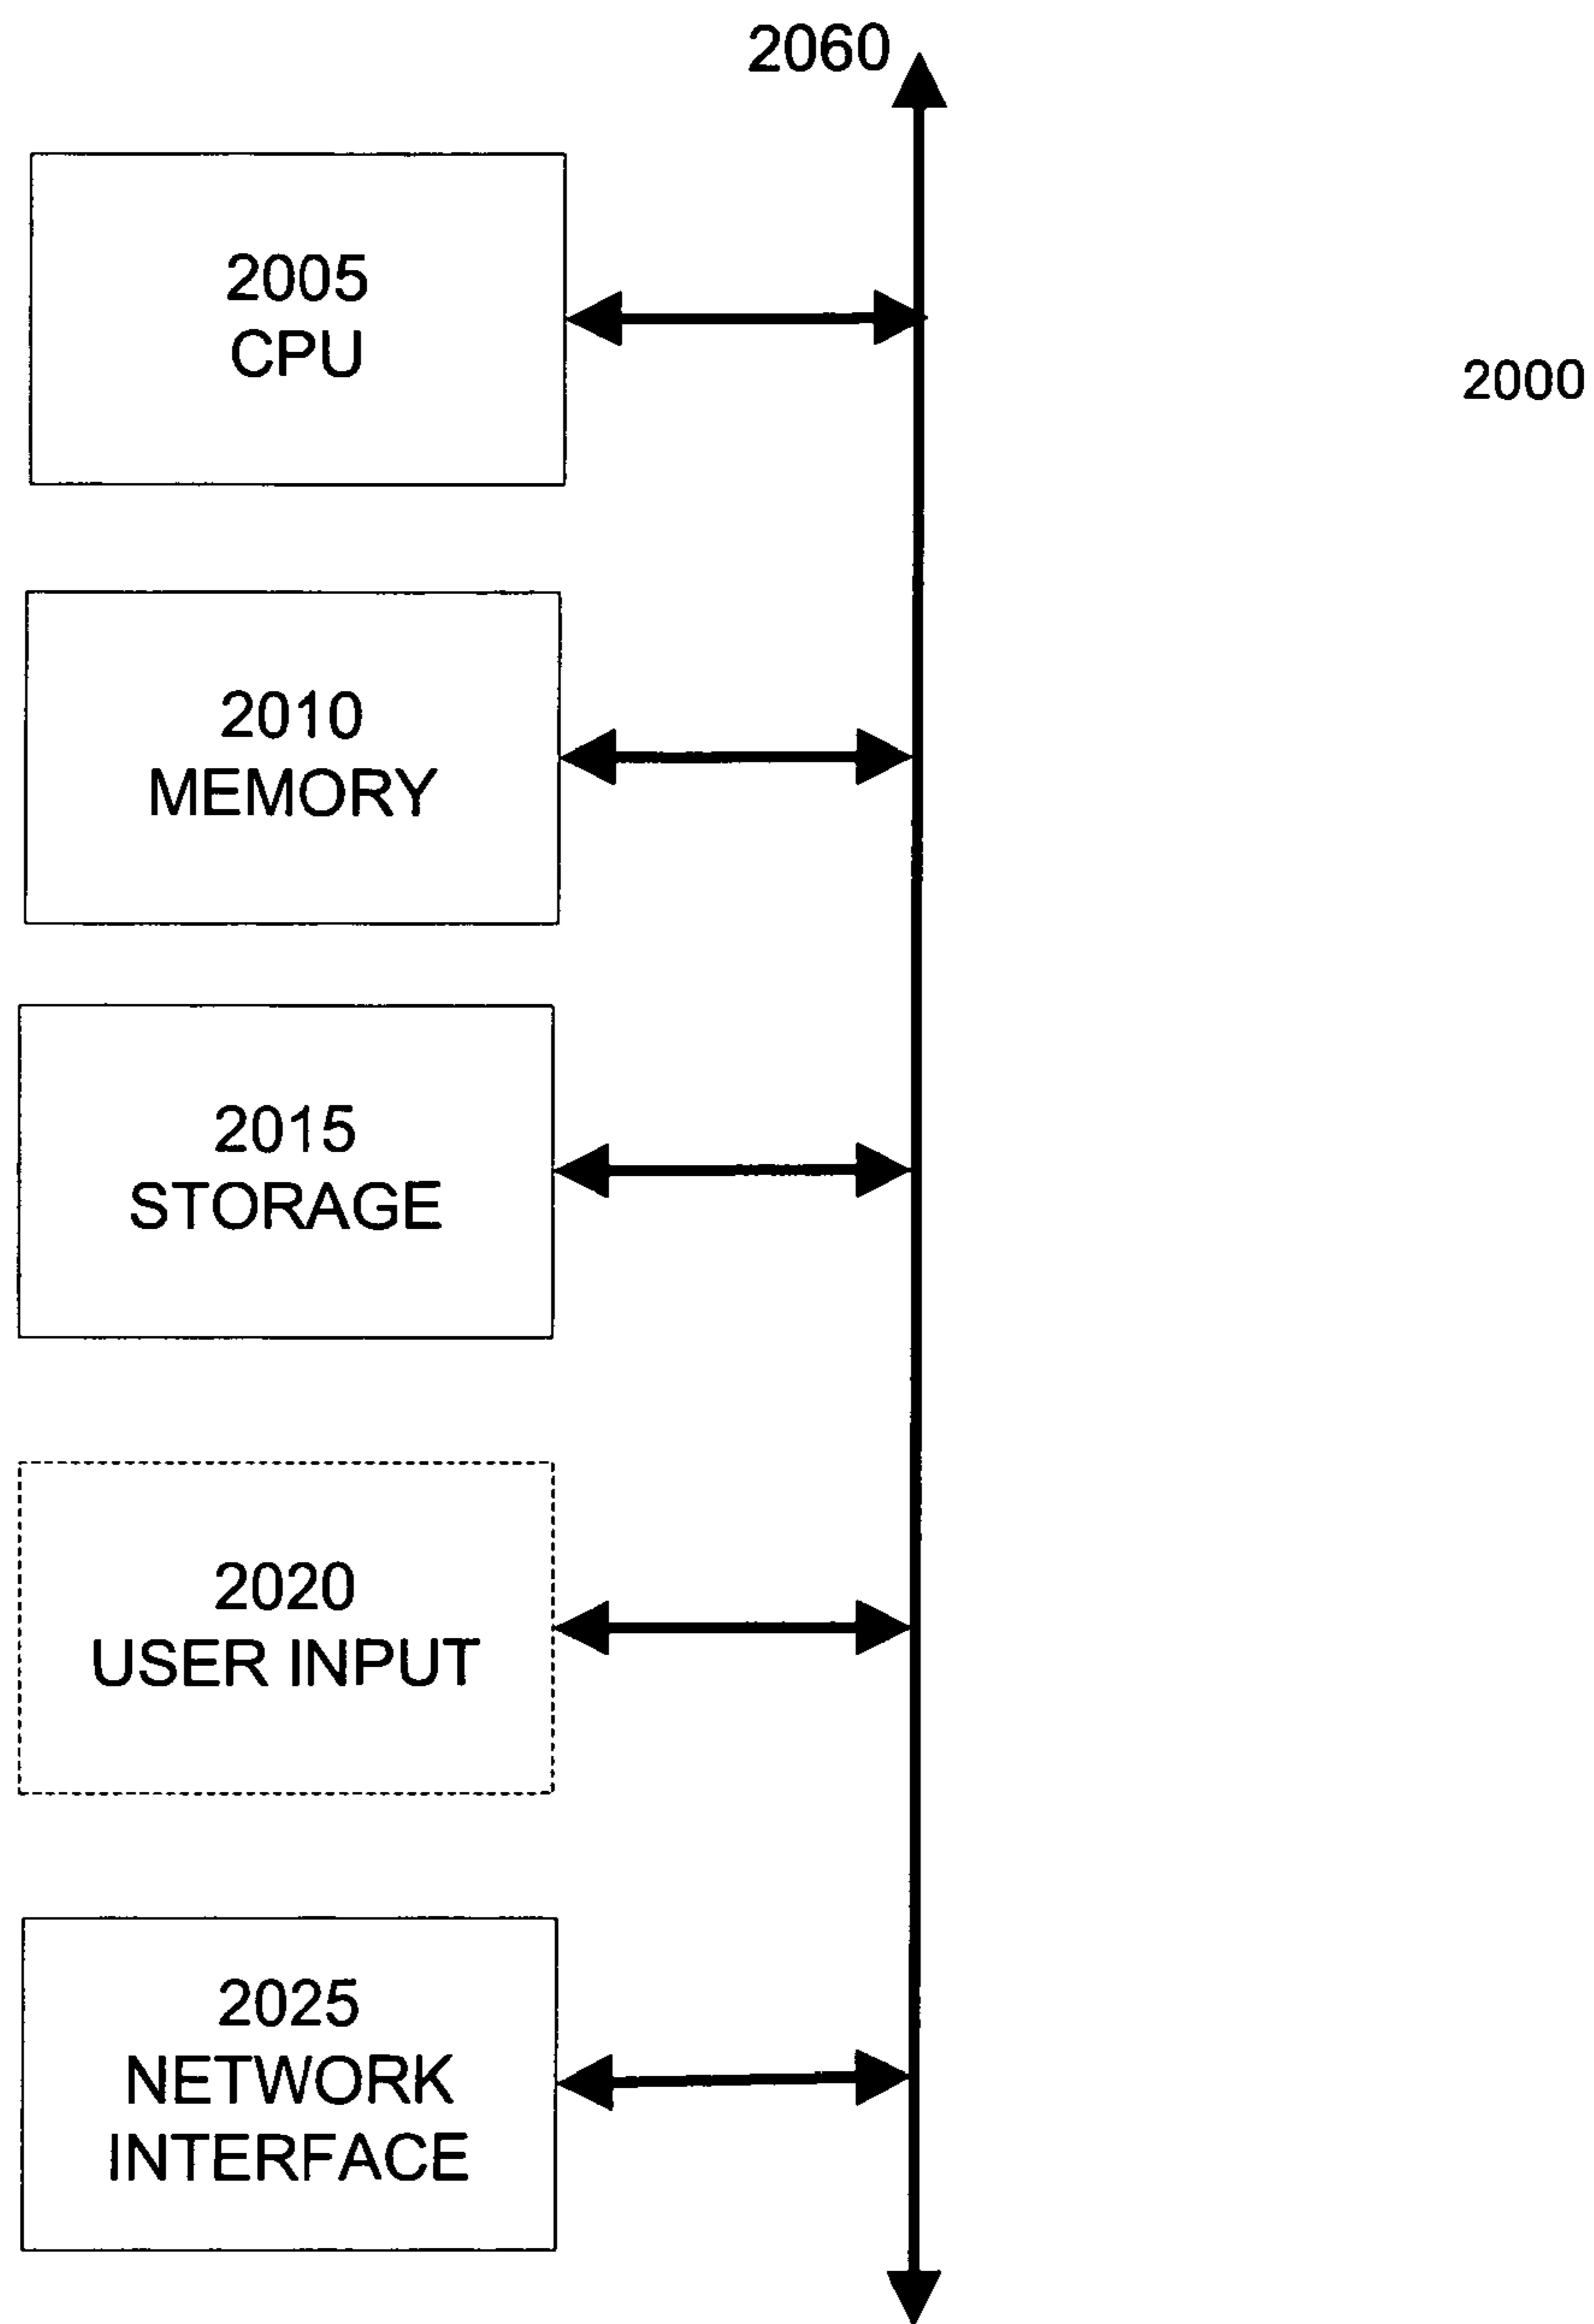 2060
2005
CPU
2000
2010
MEMORY
2015
STORAGE
2020
USER INPUT
2025
NETWORK
INTERFACE